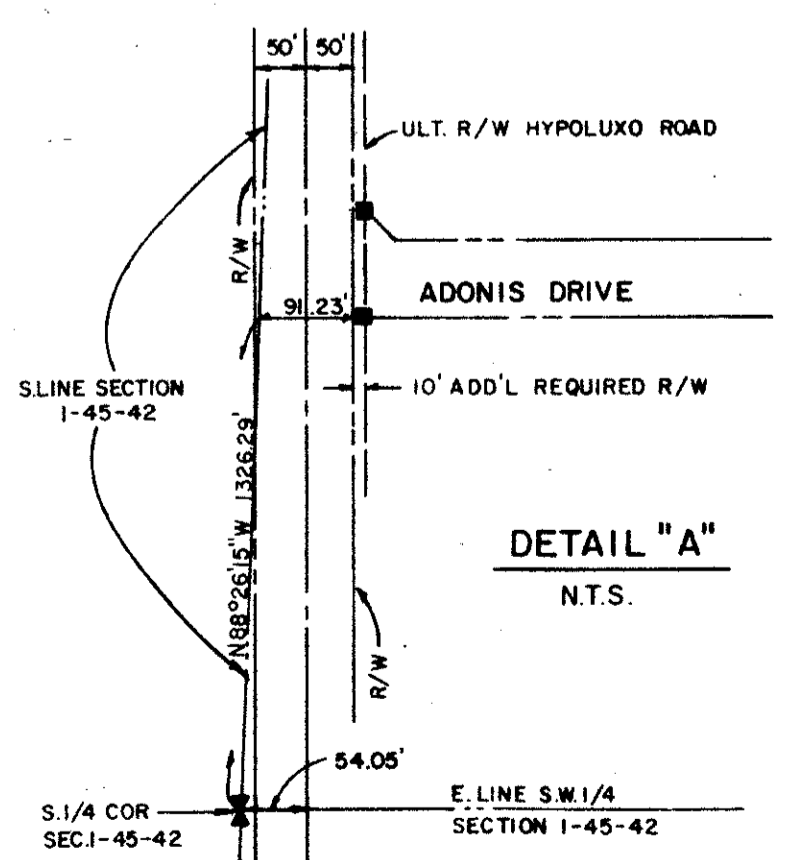 50' 50'
ULT. R/W HYPOLUXO ROAD
R/W
ADONIS DRIVE
91.23'
S.LINE SECTION
1-45-42
10' ADD'L REQUIRED R/W
N88°26'15"W 1326.29'
DETAIL "A"
N.T.S.
R/W
54.05'
S.1/4 COR
SEC.1-45-42
E. LINE S.W.1/4
SECTION 1-45-42